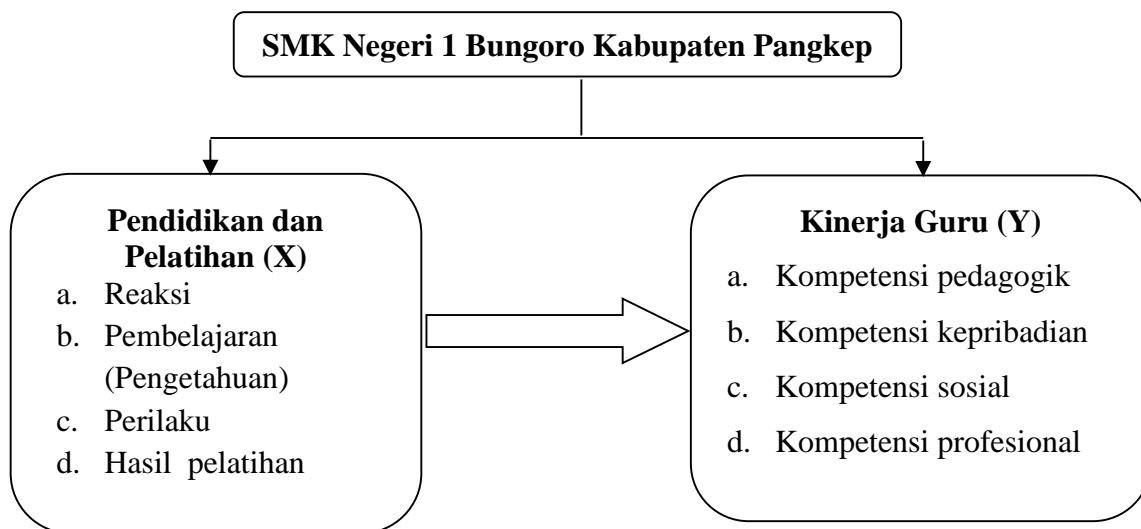 SMK Negeri 1 Bungoro Kabupaten Pangkep
Pendidikan dan
Pelatihan (X)
a. Reaksi
b. Pembelajaran
(Pengetahuan)
c. Perilaku
d. Hasil pelatihan
Kinerja Guru (Y)
a. Kompetensi pedagogik
b. Kompetensi kepribadian
c. Kompetensi sosial
d. Kompetensi profesional